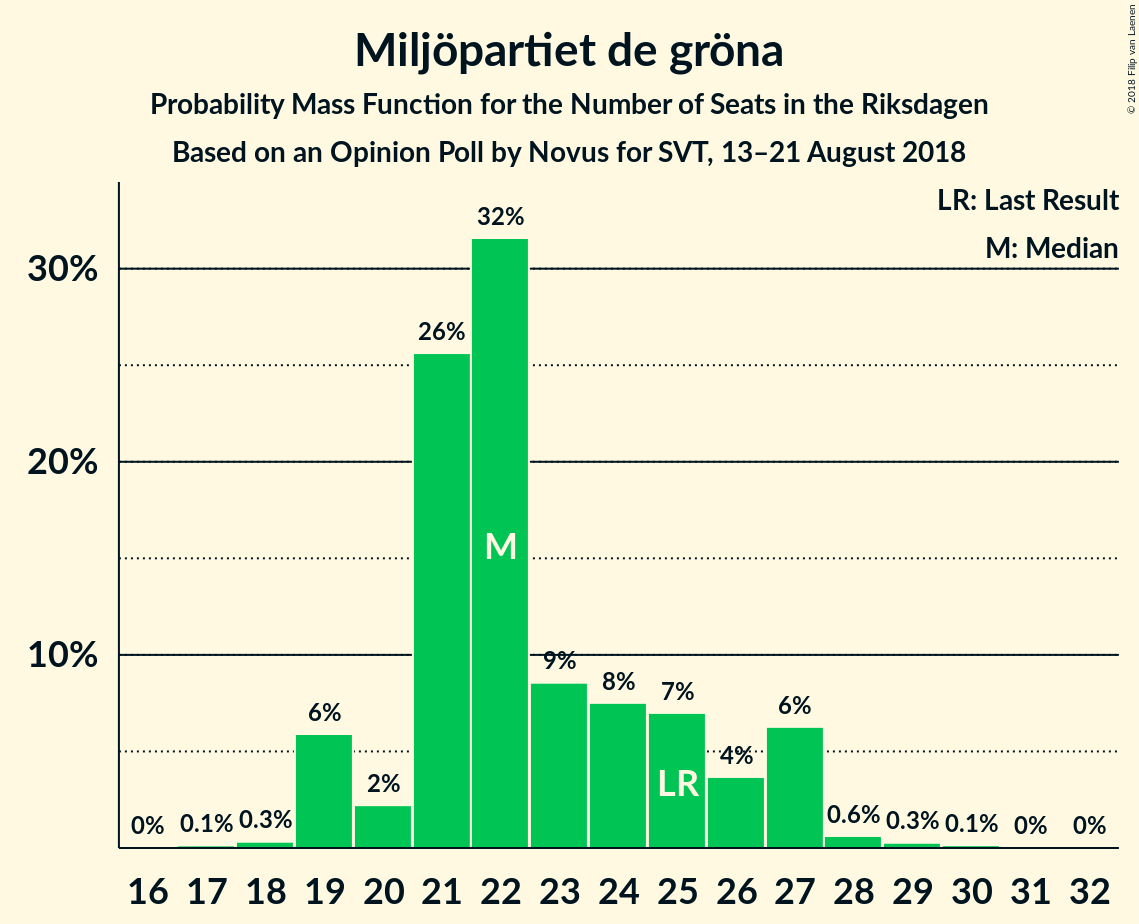 Miljöpartiet de gröna
Probability Mass Function for the Number of Seats in the Riksdagen
Based on an Opinion Poll by Novus for SVT, 13–21 August 2018
© 2018 Filip van Laenen
LR: Last Result
M: Median
30%
20%
10%
0%
0.1%
0.3%
6%
2%
26%
32%
9%
8%
7%
4%
6%
0.6%
0.3%
0.1%
0%
0%
M
LR
16 17 18 19 20 21 22 23 24 25 26 27 28 29 30 31 32